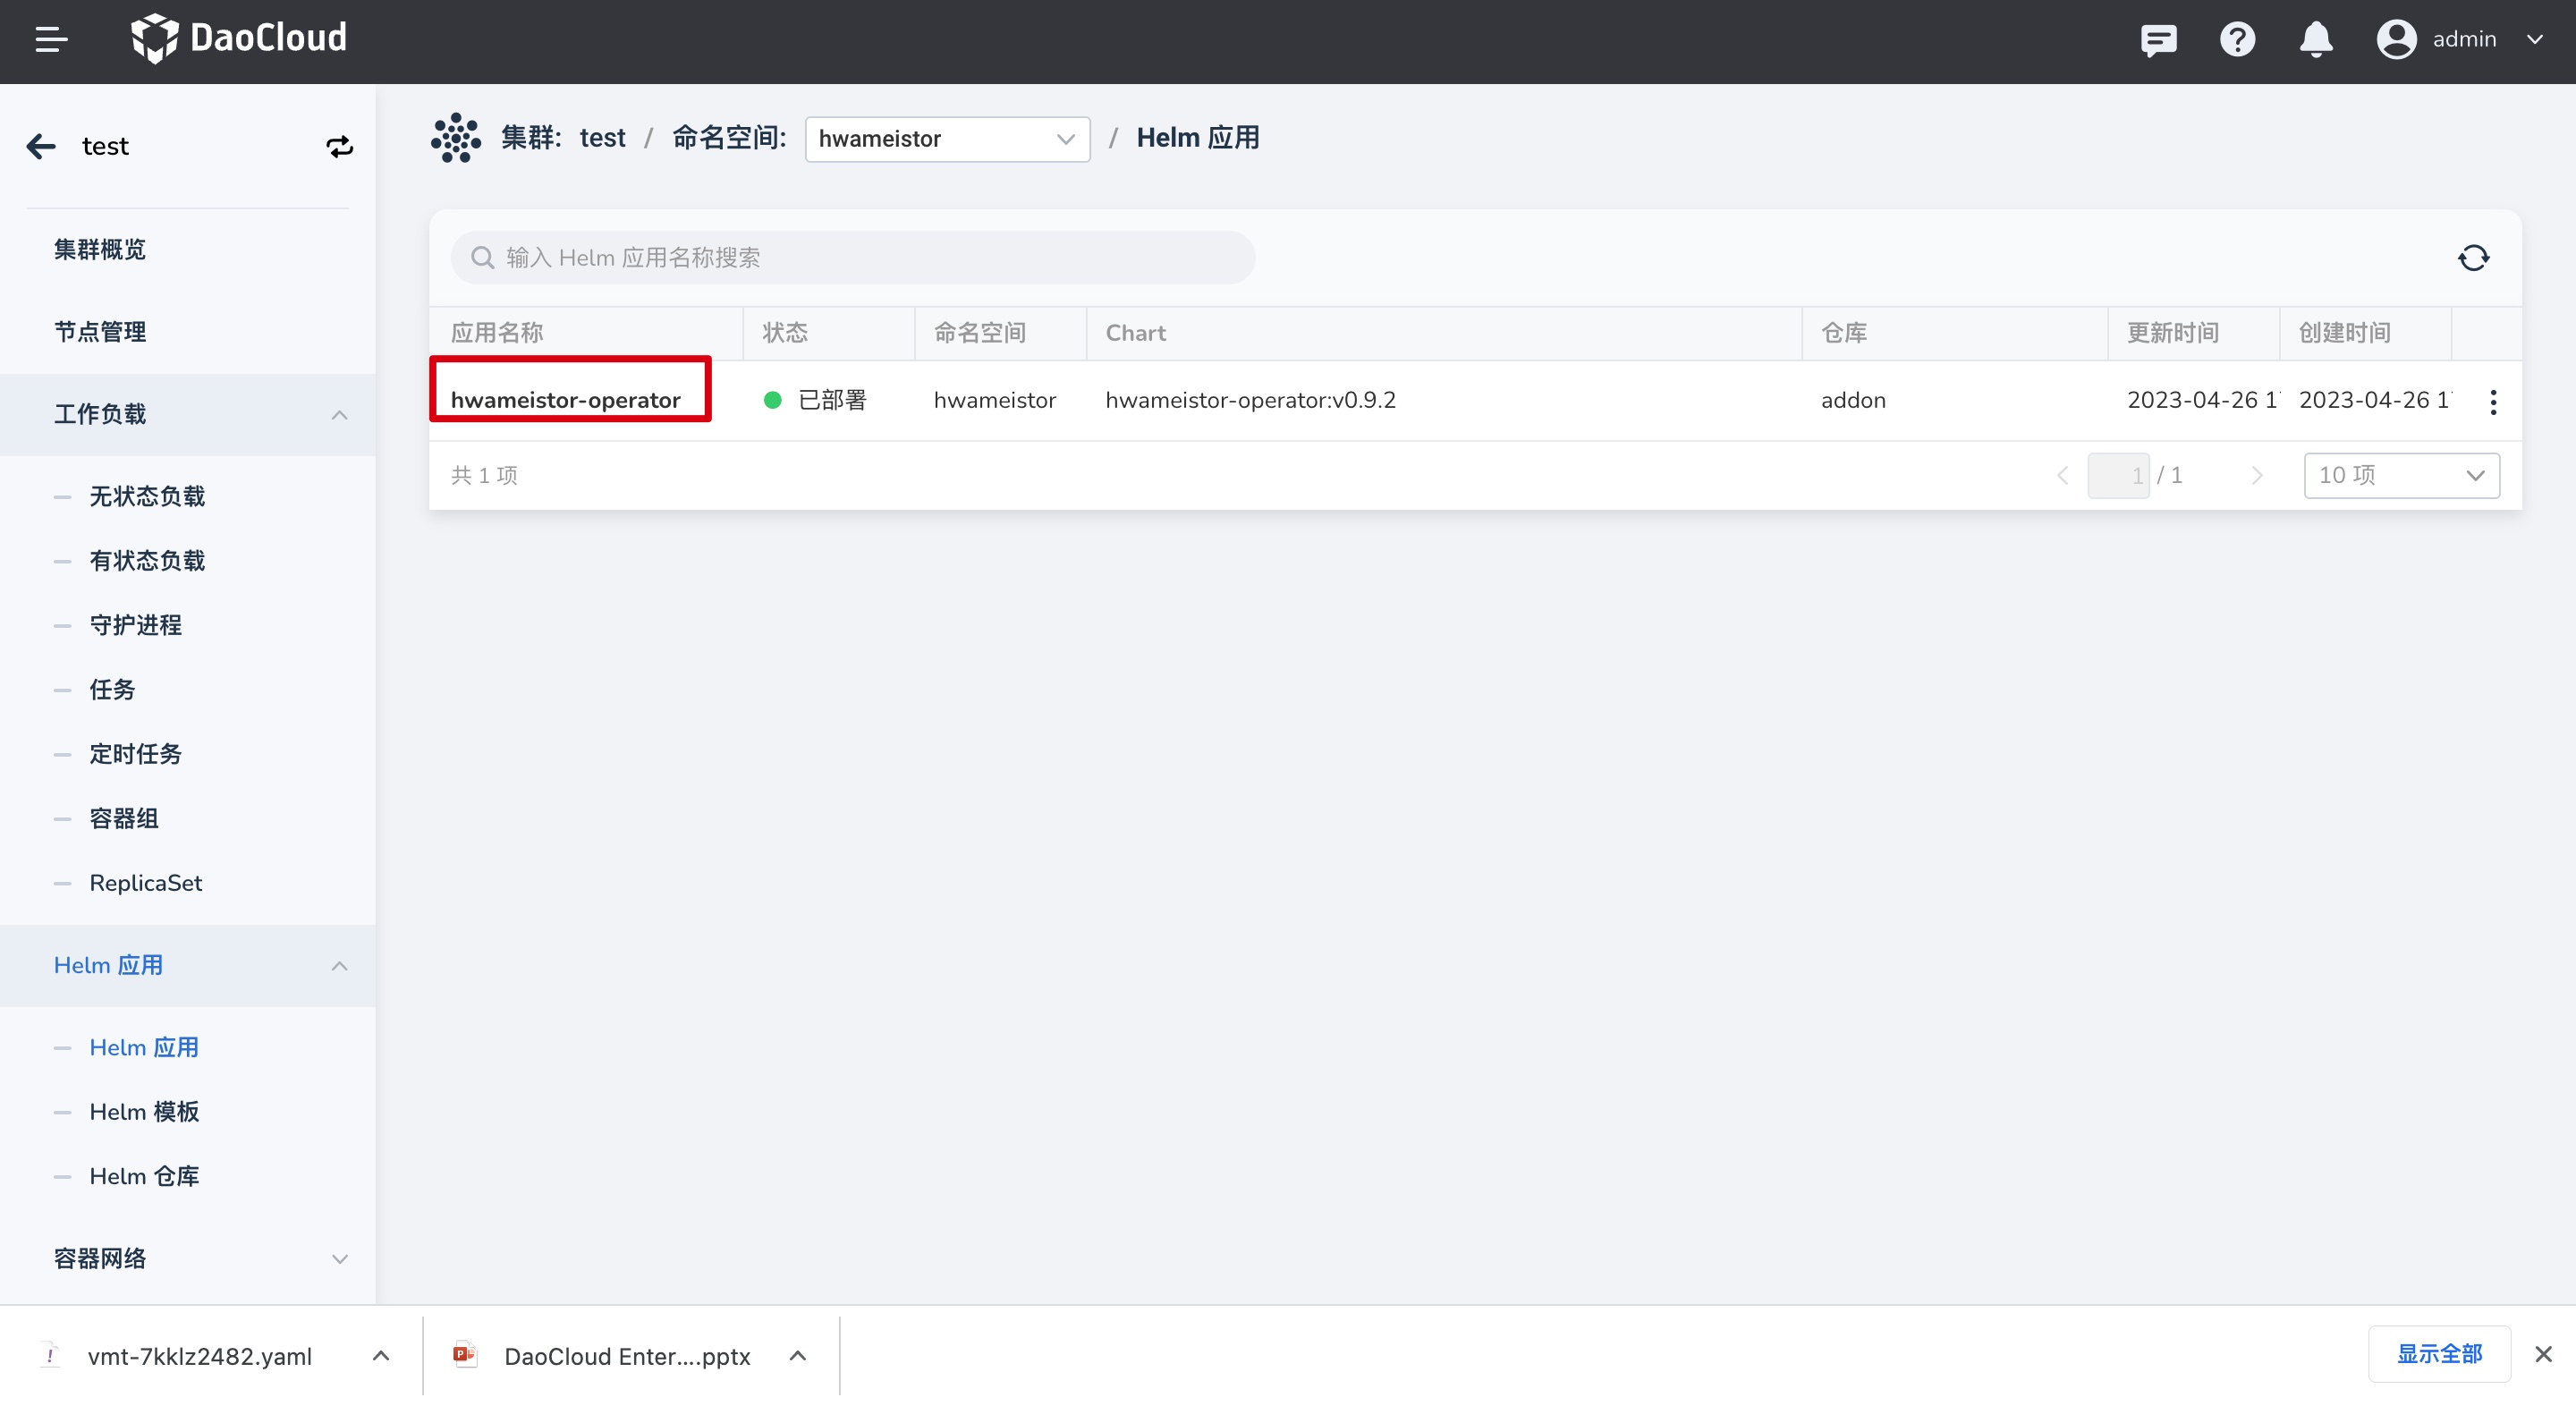 DaoCloud
admin
test
集群: test / 命名空间: hwameistor / Helm 应用
集群概览
节点管理
工作负载
无状态负载
有状态负载
守护进程
任务
定时任务
容器组
ReplicaSet
Helm 应用
Helm 应用
Helm 模板
Helm 仓库
容器网络
输入 Helm 应用名称搜索
应用名称 状态 命名空间 Chart 仓库 更新时间 创建时间
hwameistor-operator 已部署 hwameistor hwameistor-operator:v0.9.2 addon 2023-04-26 1 2023-04-26 1
共 1 项 1 / 1 10 项
vmt-7kklz2482.yaml DaoCloud Enter....pptx 显示全部